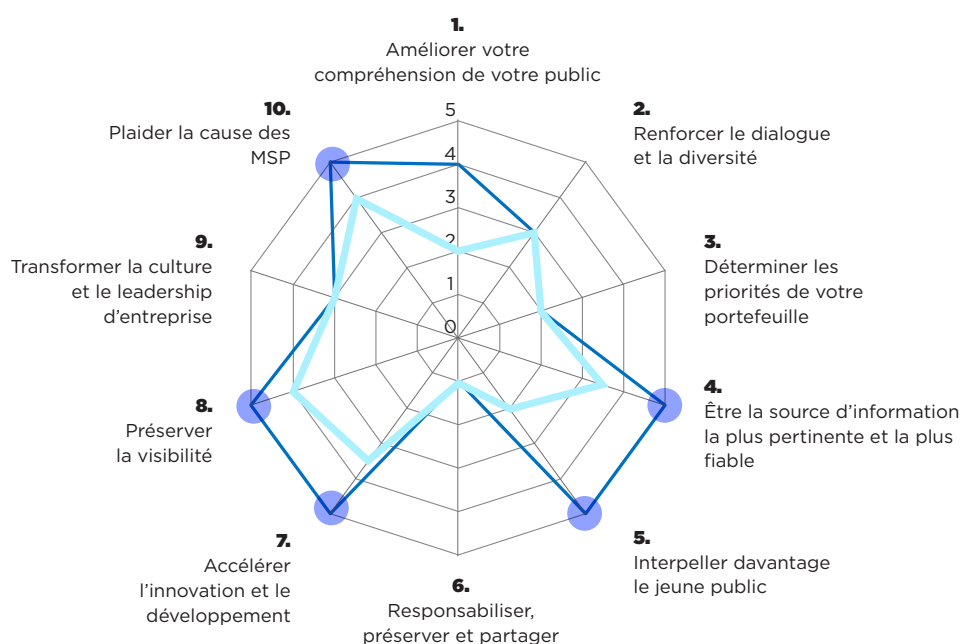 1.
Améliorer votre
compréhension de votre public
2.
Renforcer le dialogue
et la diversité
3.
Déterminer les
priorités de votre
portefeuille
4.
Être la source d’information
la plus pertinente et la plus
fiable
5.
Interpeller davantage
le jeune public
6.
Responsabiliser,
préserver et partager
7.
Accélérer
l’innovation et le
développement
8.
Préserver
la visibilité
9.
Transformer la culture
et le leadership
d’entreprise
10.
Plaider la cause des
MSP
5
4
3
2
1
0